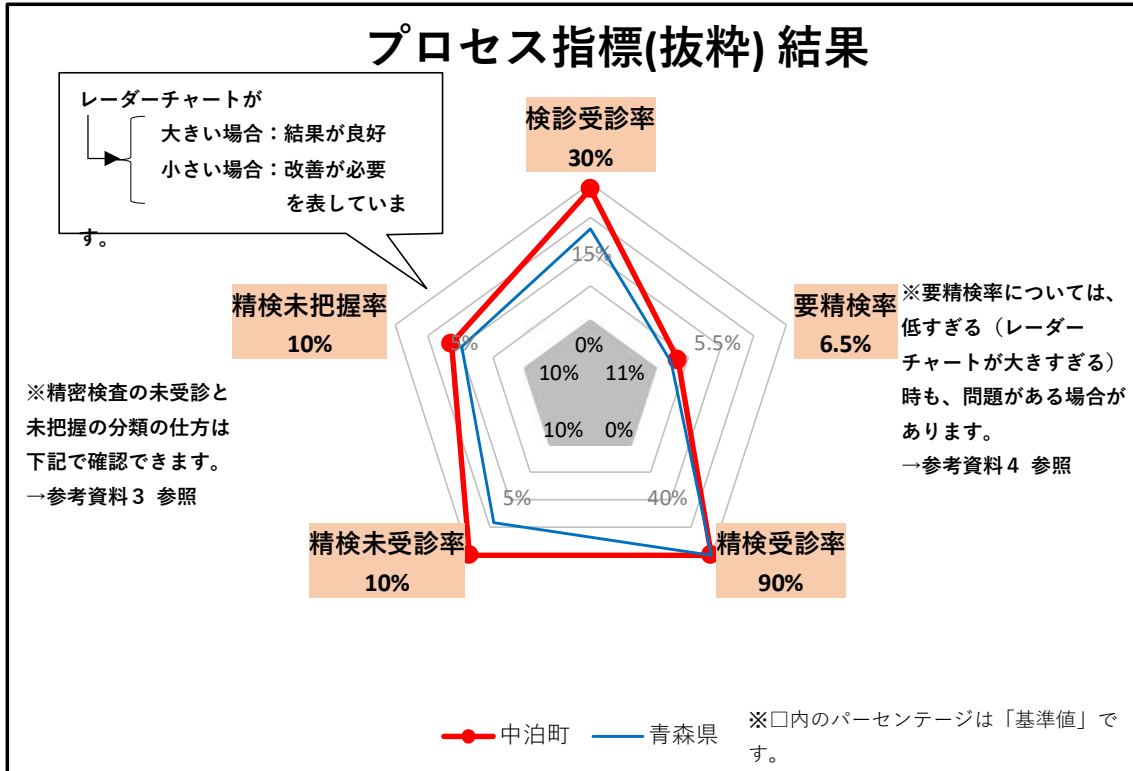 プロセス指標(抜粋) 結果
レーダーチャートが
大きい場合：結果が良好
小さい場合：改善が必要
を表していま
す。
検診受診率
30%
15%
0%
精検未把握率
10%
5%
10%
11%
5.5%
要精検率
6.5%
※要精検率については、
低すぎる（レーダー
チャートが大きすぎる）
時も、問題がある場合が
あります。
→参考資料４ 参照
※精密検査の未受診と
未把握の分類の仕方は
下記で確認できます。
→参考資料３ 参照
10%
0%
5%
40%
精検未受診率
10%
精検受診率
90%
中泊町
青森県
※□内のパーセンテージは「基準値」で
す。